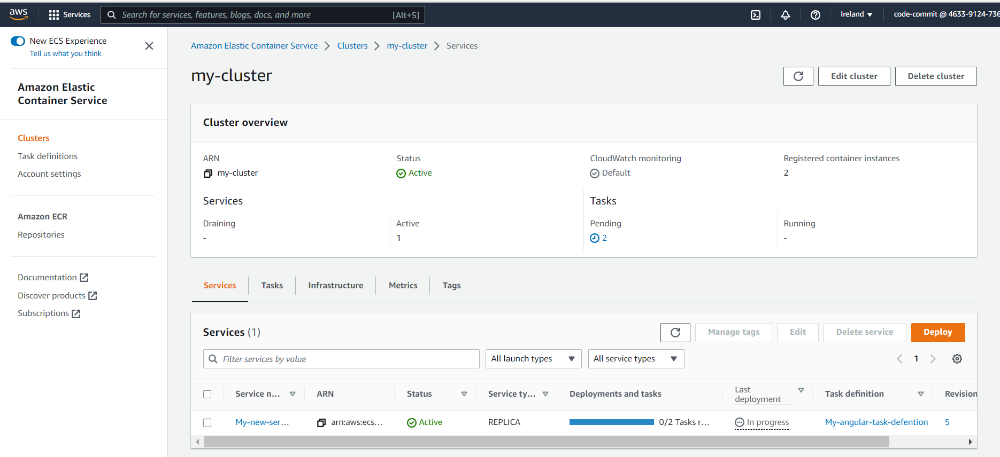 aws
Services
Search for services, features, blogs, docs, and more
[Alt+S]
Ireland
code-commit @ 4633-9124-736
New ECS Experience
Tell us what you think
Amazon Elastic
Container Service
Clusters
Task definitions
Account settings
Amazon ECR
Repositories
Documentation
Discover products
Subscriptions
Amazon Elastic Container Service
Clusters
my-cluster
Services
my-cluster
Edit cluster
Delete cluster
Cluster overview
ARN
my-cluster
Status
Active
CloudWatch monitoring
Default
Registered container instances
2
Services
Tasks
Draining
-
Active
1
Pending
2
Running
-
Services
Tasks
Infrastructure
Metrics
Tags
Services (1)
Manage tags
Edit
Delete service
Deploy
Filter services by value
All launch types
All service types
1
Service n...
ARN
Status
Service ty...
Deployments and tasks
Last
deployment
Task definition
Revision
My-new-ser...
arn:aws:ecs...
Active
REPLICA
0/2 Tasks r...
In progress
My-angular-task-defention
5